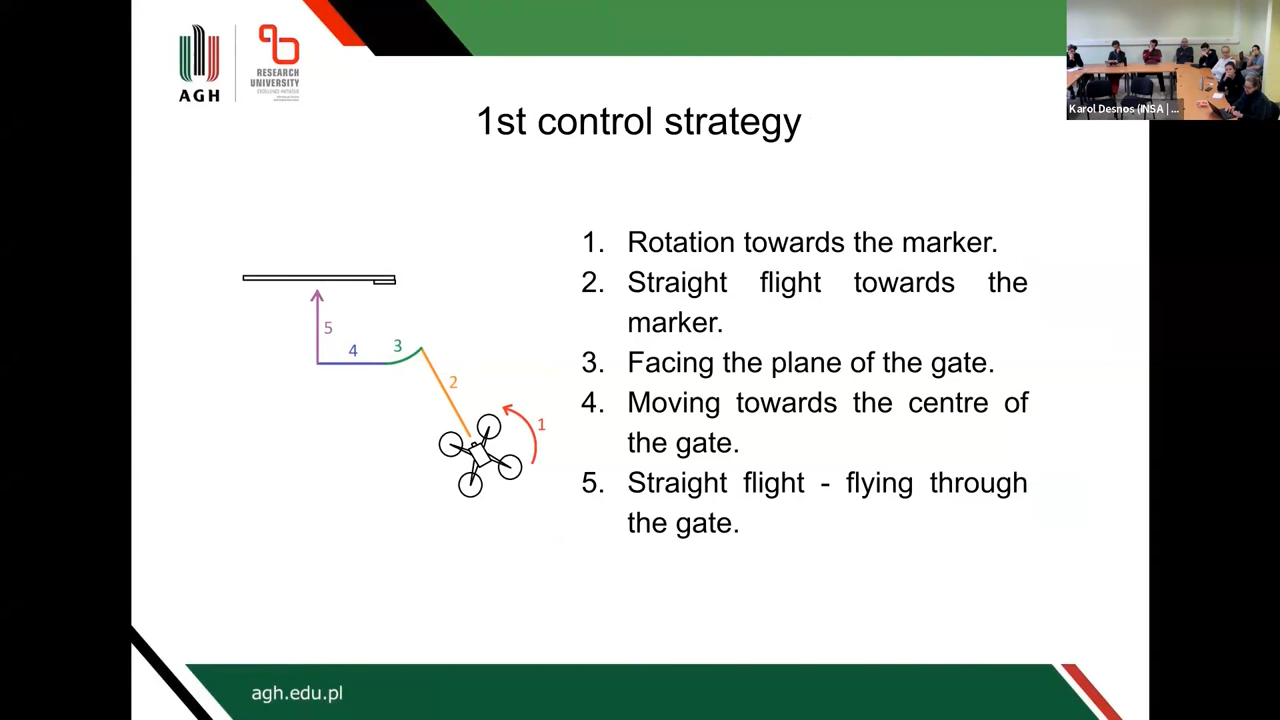 AGH
RESEARCH
UNIVERSITY
EXCELLENCE INITIATIVE
Karol Desnos (INSA | ...
1st control strategy
1. Rotation towards the marker.
2. Straight flight towards the
marker.
3. Facing the plane of the gate.
4. Moving towards the centre of
the gate.
5. Straight flight - flying through
the gate.
5
4
3
2
1
agh.edu.pl